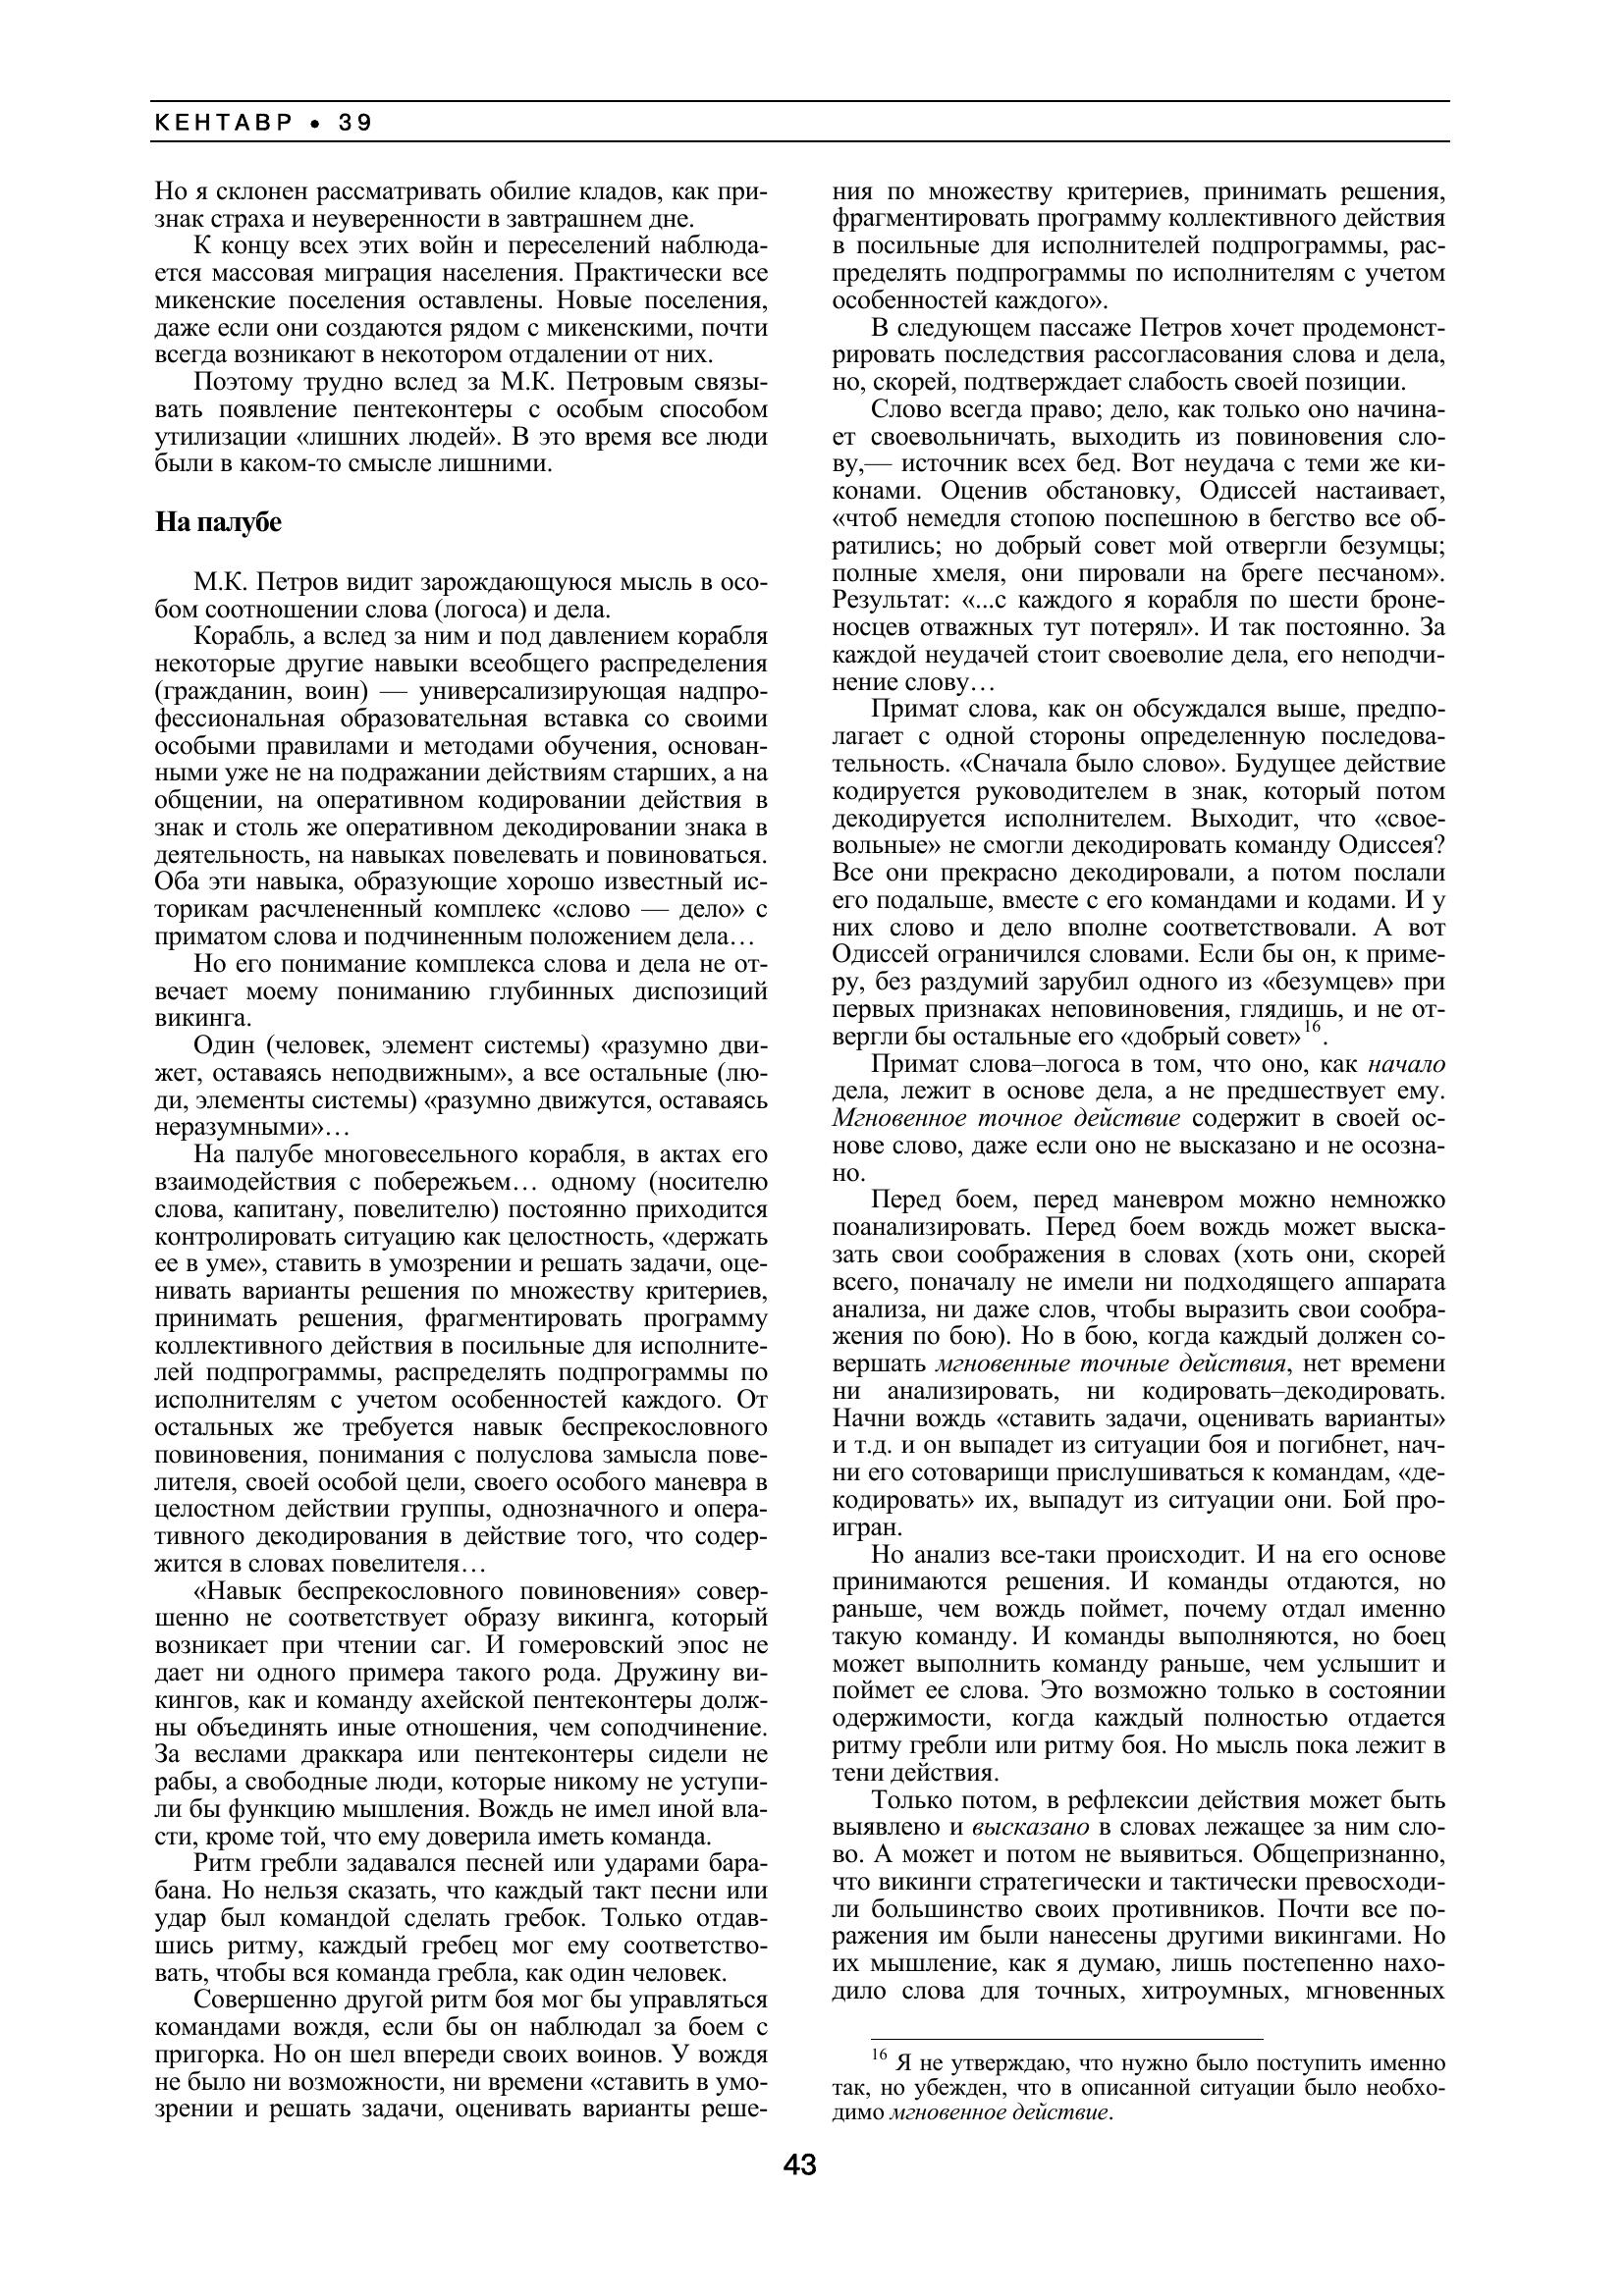 КЕНТАВР • 39
Но я склонен рассматривать обилие кладов, как при-
знак страха и неуверенности в завтрашнем дне.
К концу всех этих войн и переселений наблюда-
ется массовая миграция населения. Практически все
микенские поселения оставлены. Новые поселения,
даже если они создаются рядом с микенскими, почти
всегда возникают в некотором отдалении от них.
Поэтому трудно вслед за М.К. Петровым связы-
вать появление пентеконтеры с особым способом
утилизации «лишних людей». В это время все люди
были в каком-то смысле лишними.
На палубе
М.К. Петров видит зарождающуюся мысль в осо-
бом соотношении слова (логоса) и дела.
Корабль, а вслед за ним и под давлением корабля
некоторые другие навыки всеобщего распределения
(гражданин, воин) — универсализирующая надпро-
фессиональная образовательная вставка со своими
особыми правилами и методами обучения, основан-
ными уже не на подражании действиям старших, а на
общении, на оперативном кодировании действия в
знак и столь же оперативном декодировании знака в
деятельность, на навыках повелевать и повиноваться.
Оба эти навыка, образующие хорошо известный ис-
торикам расчлененный комплекс «слово — дело» с
приматом слова и подчиненным положением дела…
Но его понимание комплекса слова и дела не от-
вечает моему пониманию глубинных диспозиций
викинга.
Один (человек, элемент системы) «разумно дви-
жет, оставаясь неподвижным», а все остальные (лю-
ди, элементы системы) «разумно движутся, оставаясь
неразумными»…
На палубе многовесельного корабля, в актах его
взаимодействия с побережьем… одному (носителю
слова, капитану, повелителю) постоянно приходится
контролировать ситуацию как целостность, «держать
ее в уме», ставить в умозрении и решать задачи, оце-
нивать варианты решения по множеству критериев,
принимать решения, фрагментировать программу
коллективного действия в посильные для исполните-
лей подпрограммы, распределять подпрограммы по
исполнителям с учетом особенностей каждого. От
остальных же требуется навык беспрекословного
повиновения, понимания с полуслова замысла пове-
лителя, своей особой цели, своего особого маневра в
целостном действии группы, однозначного и опера-
тивного декодирования в действие того, что содер-
жится в словах повелителя…
«Навык беспрекословного повиновения» совер-
шенно не соответствует образу викинга, который
возникает при чтении саг. И гомеровский эпос не
дает ни одного примера такого рода. Дружину ви-
кингов, как и команду ахейской пентеконтеры долж-
ны объединять иные отношения, чем соподчинение.
За веслами драккара или пентеконтеры сидели не
рабы, а свободные люди, которые никому не уступи-
ли бы функцию мышления. Вождь не имел иной вла-
сти, кроме той, что ему доверила иметь команда.
Ритм гребли задавался песней или ударами бара-
бана. Но нельзя сказать, что каждый такт песни или
удар был командой сделать гребок. Только отдав-
шись ритму, каждый гребец мог ему соответство-
вать, чтобы вся команда гребла, как один человек.
Совершенно другой ритм боя мог бы управляться
командами вождя, если бы он наблюдал за боем с
пригорка. Но он шел впереди своих воинов. У вождя
не было ни возможности, ни времени «ставить в умо-
зрении и решать задачи, оценивать варианты реше-
ния по множеству критериев, принимать решения,
фрагментировать программу коллективного действия
в посильные для исполнителей подпрограммы, рас-
пределять подпрограммы по исполнителям с учетом
особенностей каждого».
В следующем пассаже Петров хочет продемонст-
рировать последствия рассогласования слова и дела,
но, скорей, подтверждает слабость своей позиции.
Слово всегда право; дело, как только оно начина-
ет своевольничать, выходить из повиновения сло-
ву,— источник всех бед. Вот неудача с теми же ки-
конами. Оценив обстановку, Одиссей настаивает,
«чтоб немедля стопою поспешною в бегство все об-
ратились; но добрый совет мой отвергли безумцы;
полные хмеля, они пировали на бреге песчаном».
Результат: «...с каждого я корабля по шести броне-
носцев отважных тут потерял». И так постоянно. За
каждой неудачей стоит своеволие дела, его неподчи-
нение слову…
Примат слова, как он обсуждался выше, предпо-
лагает с одной стороны определенную последова-
тельность. «Сначала было слово». Будущее действие
кодируется руководителем в знак, который потом
декодируется исполнителем. Выходит, что «свое-
вольные» не смогли декодировать команду Одиссея?
Все они прекрасно декодировали, а потом послали
его подальше, вместе с его командами и кодами. И у
них слово и дело вполне соответствовали. А вот
Одиссей ограничился словами. Если бы он, к приме-
ру, без раздумий зарубил одного из «безумцев» при
первых признаках неповиновения, глядишь, и не от-
вергли бы остальные его «добрый совет»16.
Примат слова–логоса в том, что оно, как начало
дела, лежит в основе дела, а не предшествует ему.
Мгновенное точное действие содержит в своей ос-
нове слово, даже если оно не высказано и не осозна-
но.
Перед боем, перед маневром можно немножко
поанализировать. Перед боем вождь может выска-
зать свои соображения в словах (хоть они, скорей
всего, поначалу не имели ни подходящего аппарата
анализа, ни даже слов, чтобы выразить свои сообра-
жения по бою). Но в бою, когда каждый должен со-
вершать мгновенные точные действия, нет времени
ни анализировать, ни кодировать–декодировать.
Начни вождь «ставить задачи, оценивать варианты»
и т.д. и он выпадет из ситуации боя и погибнет, нач-
ни его сотоварищи прислушиваться к командам, «де-
кодировать» их, выпадут из ситуации они. Бой про-
игран.
Но анализ все-таки происходит. И на его основе
принимаются решения. И команды отдаются, но
раньше, чем вождь поймет, почему отдал именно
такую команду. И команды выполняются, но боец
может выполнить команду раньше, чем услышит и
поймет ее слова. Это возможно только в состоянии
одержимости, когда каждый полностью отдается
ритму гребли или ритму боя. Но мысль пока лежит в
тени действия.
Только потом, в рефлексии действия может быть
выявлено и высказано в словах лежащее за ним сло-
во. А может и потом не выявиться. Общепризнанно,
что викинги стратегически и тактически превосходи-
ли большинство своих противников. Почти все по-
ражения им были нанесены другими викингами. Но
их мышление, как я думаю, лишь постепенно нахо-
дило слова для точных, хитроумных, мгновенных
16 Я не утверждаю, что нужно было поступить именно
так, но убежден, что в описанной ситуации было необхо-
димо мгновенное действие.
43